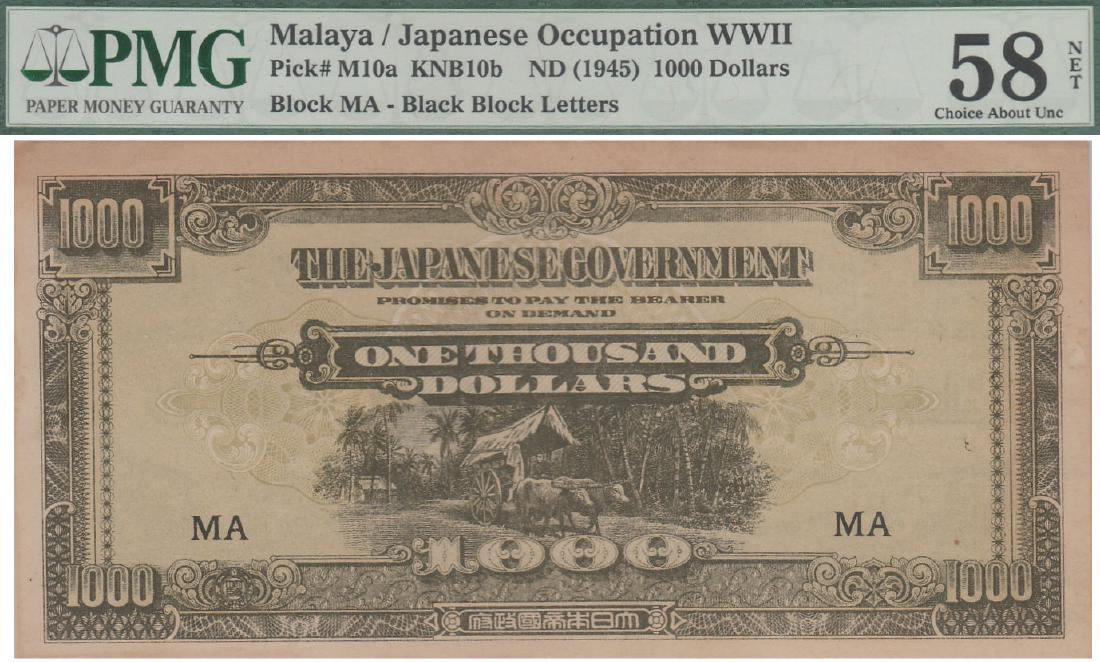 PMG
PAPER MONEY GUARANTY
Malaya / Japanese Occupation WWII
Pick# M10a KNB10b ND (1945) 1000 Dollars
Block MA - Black Block Letters
58 NET
Choice About Unc
1000 1000
THE JAPANESE GOVERNMENT
PROMISES TO PAY THE BEARER
ON DEMAND
ONE THOUSAND
DOLLARS
MA MA
1000
1000 1000
府政國帝本日大